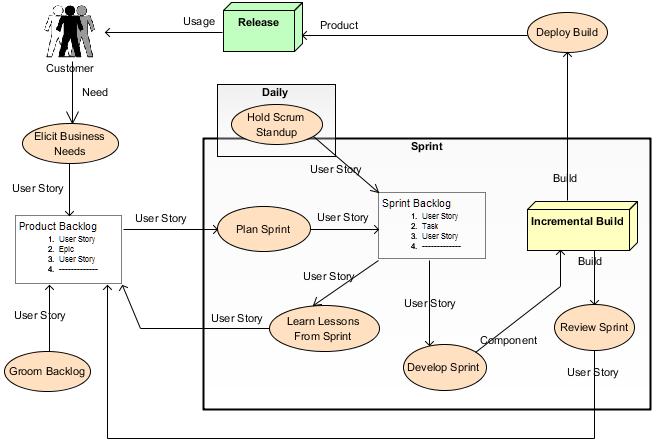 Usage
Release
Product
Deploy Build
Customer
Need
Daily
Hold Scrum
Standup
Elicit Business
Needs
Sprint
User Story
User Story
Build
Product Backlog
1. User Story
2. Epic
3. User Story
4. --------------
User Story
Plan Sprint
User Story
Sprint Backlog
1. User Story
2. Task
3. User Story
4. --------------
Incremental Build
Build
User Story
User Story
User Story
User Story
Learn Lessons
From Sprint
Component
Review Sprint
Groom Backlog
Develop Sprint
User Story